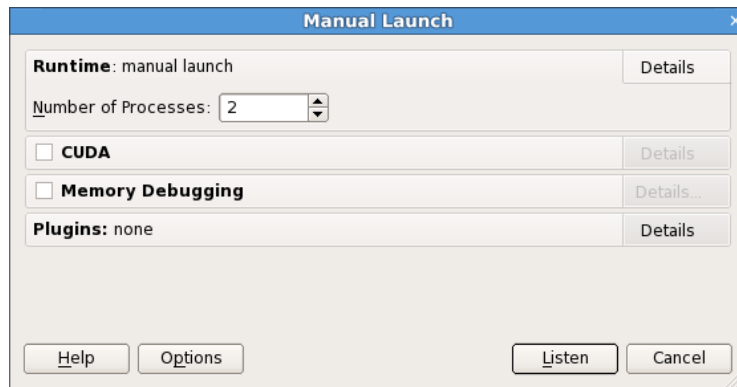 Manual Launch
Runtime: manual launch Details
Number of Processes: 2
CUDA Details
Memory Debugging Details...
Plugins: none Details
Help Options Listen Cancel